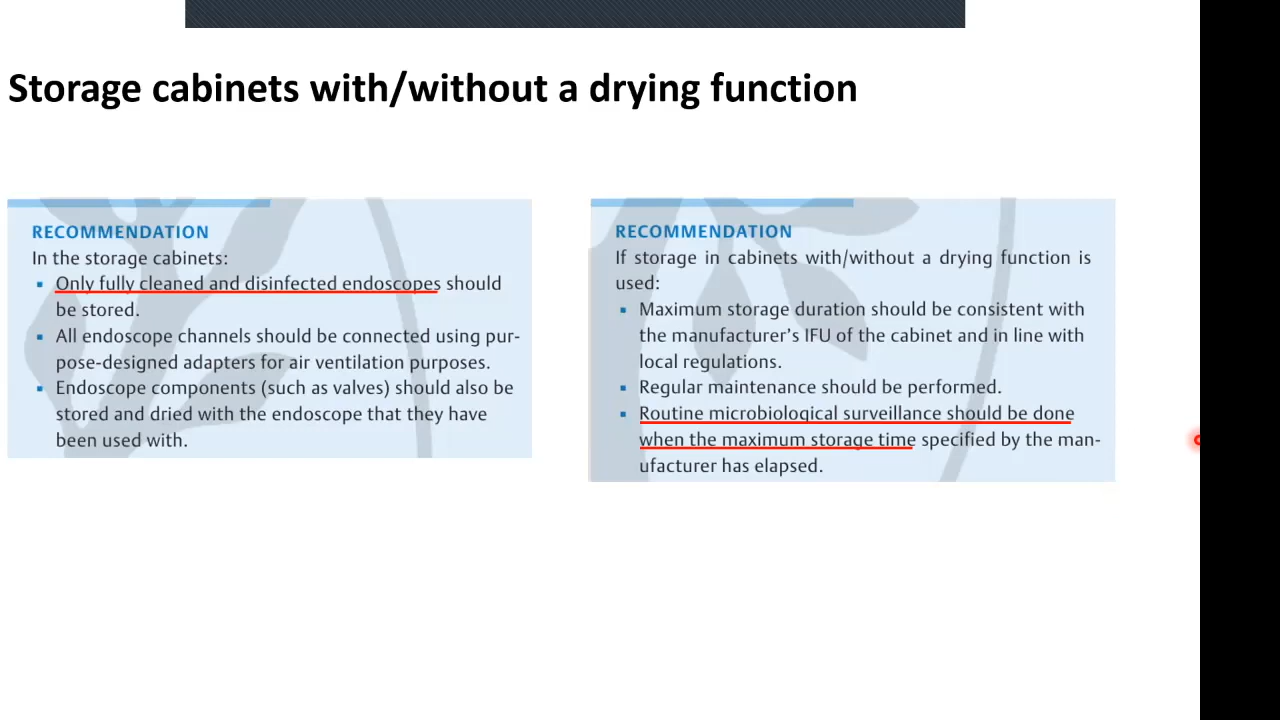 Storage cabinets with/without a drying function
RECOMMENDATION
In the storage cabinets:
▪ Only fully cleaned and disinfected endoscopes should
be stored.
▪ All endoscope channels should be connected using pur-
pose-designed adapters for air ventilation purposes.
▪ Endoscope components (such as valves) should also be
stored and dried with the endoscope that they have
been used with.
RECOMMENDATION
If storage in cabinets with/without a drying function is
used:
▪ Maximum storage duration should be consistent with
the manufacturer’s IFU of the cabinet and in line with
local regulations.
▪ Regular maintenance should be performed.
▪ Routine microbiological surveillance should be done
when the maximum storage time specified by the man-
ufacturer has elapsed.